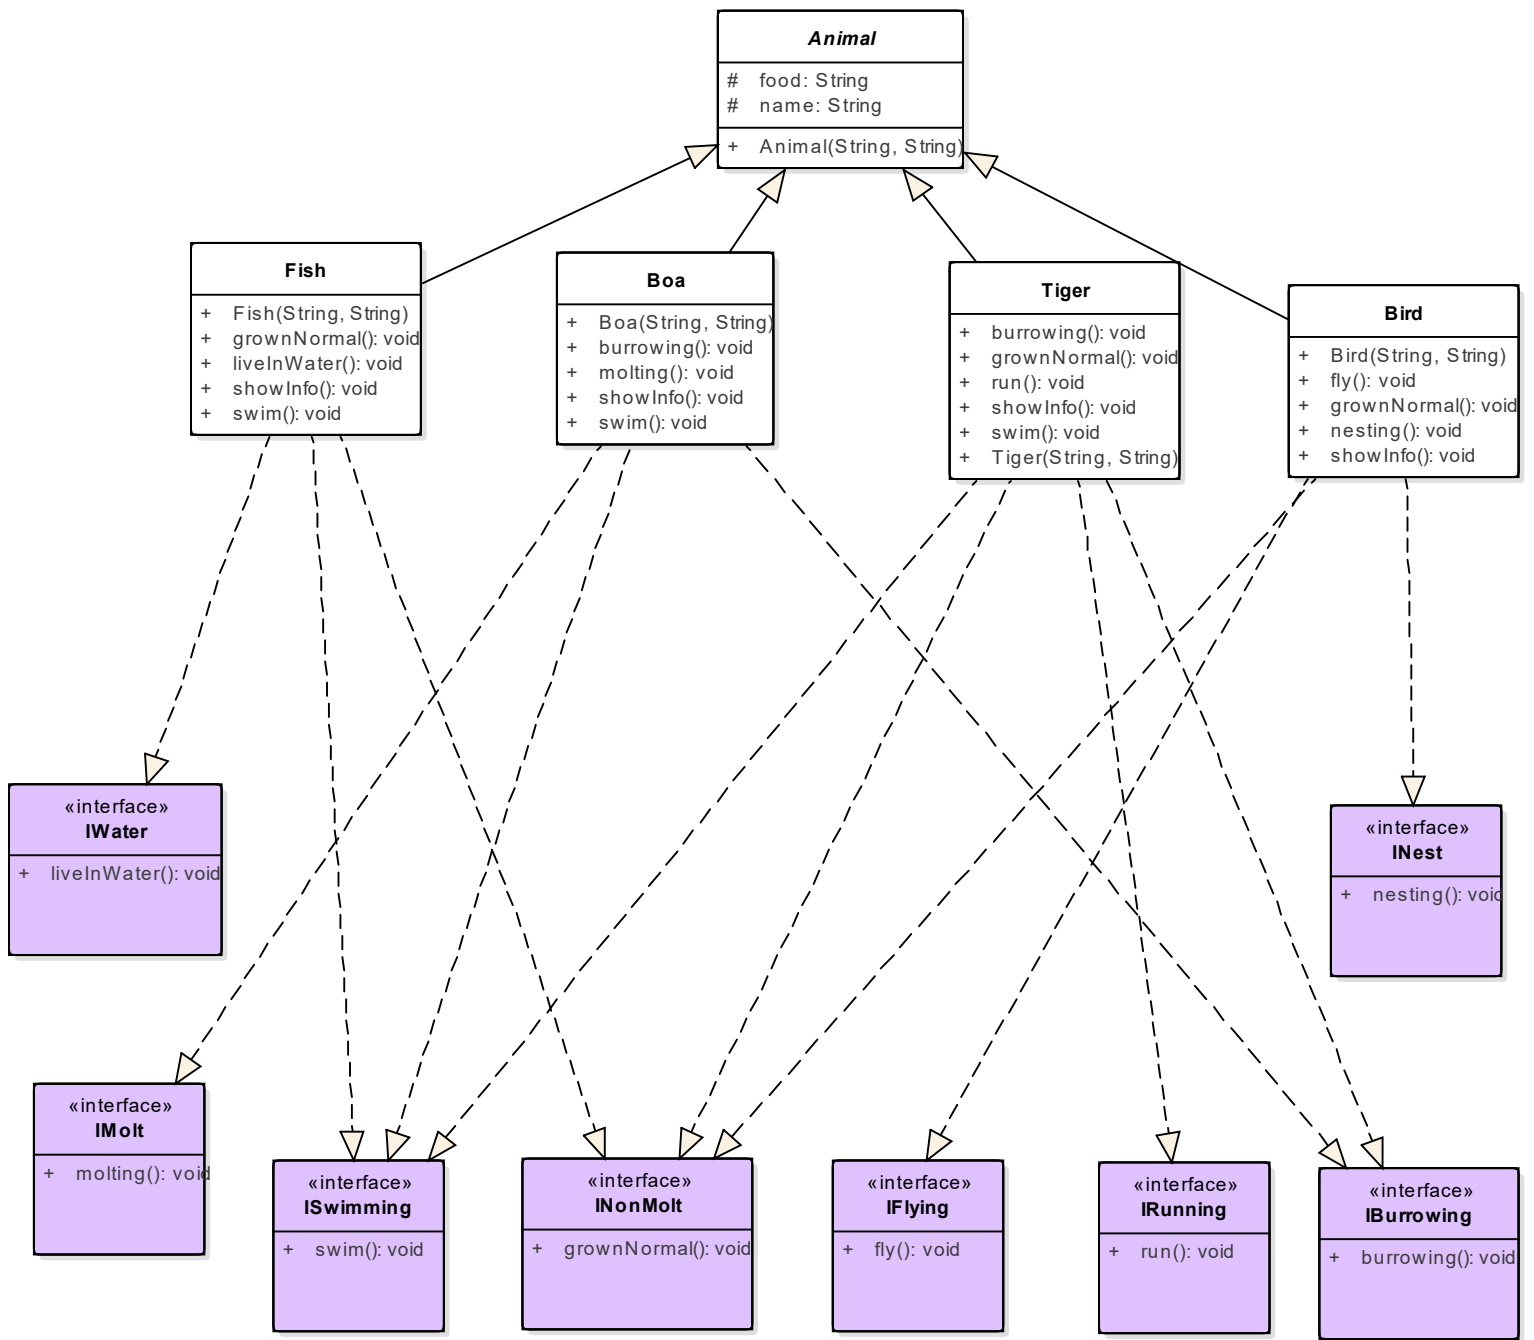 Animal
# food: String
# name: String
+ Animal(String, String)
Fish
+ Fish(String, String)
+ grownNormal(): void
+ liveInWater(): void
+ showInfo(): void
+ swim(): void
Boa
+ Boa(String, String)
+ burrowing(): void
+ molting(): void
+ showInfo(): void
+ swim(): void
Tiger
+ burrowing(): void
+ grownNormal(): void
+ run(): void
+ showInfo(): void
+ swim(): void
+ Tiger(String, String)
Bird
+ Bird(String, String)
+ fly(): void
+ grownNormal(): void
+ nesting(): void
+ showInfo(): void
«interface»
IWater
+ liveInWater(): void
«interface»
INest
+ nesting(): void
«interface»
IMolt
+ molting(): void
«interface»
ISwimming
+ swim(): void
«interface»
INonMolt
+ grownNormal(): void
«interface»
IFlying
+ fly(): void
«interface»
IRunning
+ run(): void
«interface»
IBurrowing
+ burrowing(): void